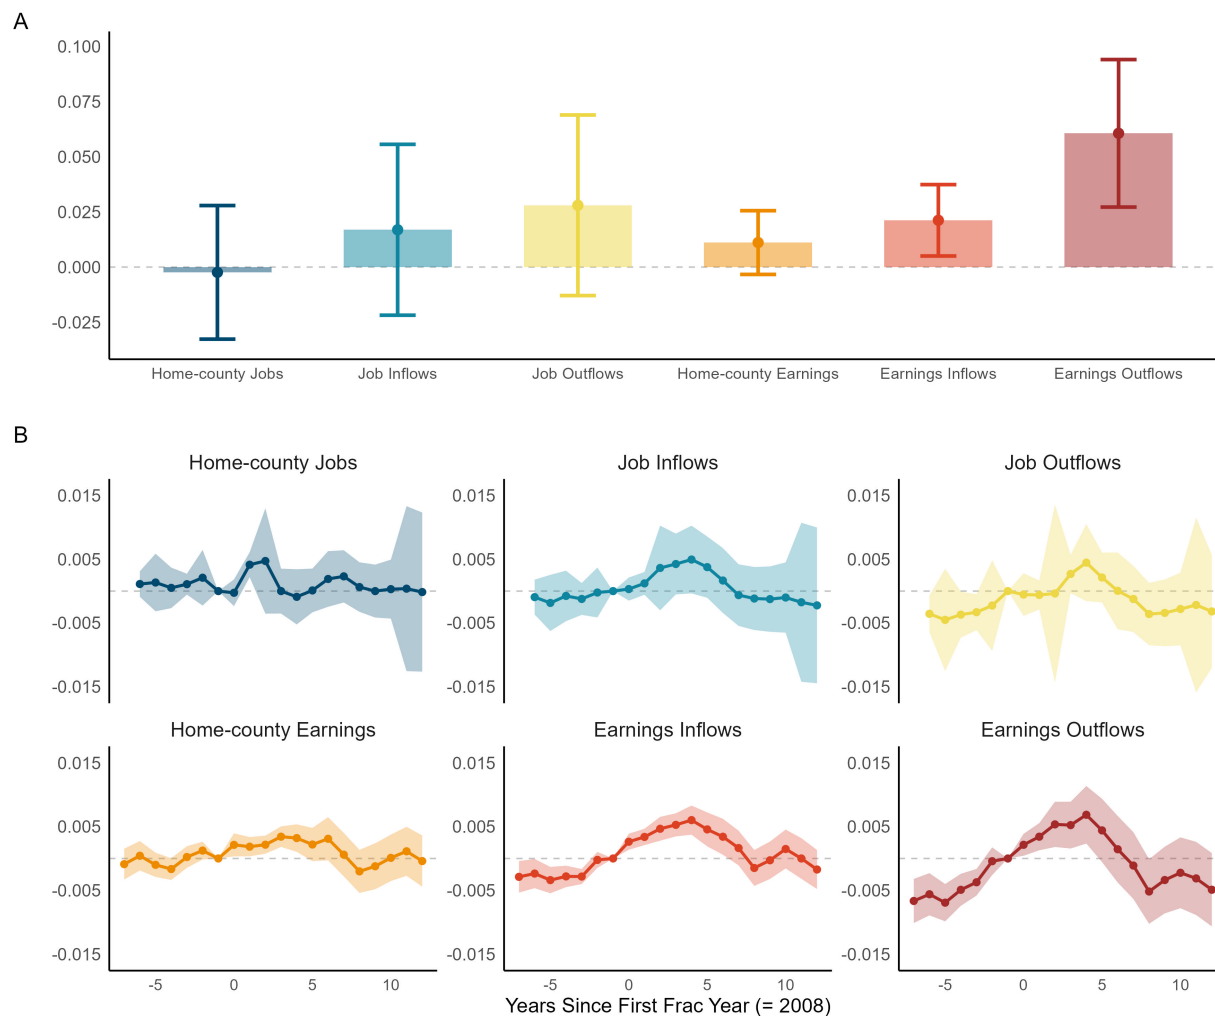 A
0.100
0.075
0.050
0.025
0.000
-0.025
Home-county Jobs Job Inflows Job Outflows Home-county Earnings Earnings Inflows Earnings Outflows
B
Home-county Jobs Job Inflows Job Outflows
0.015 0.015 0.015
0.005 0.005 0.005
-0.005 -0.005 -0.005
-0.015 -0.015 -0.015
Home-county Earnings Earnings Inflows Earnings Outflows
0.015 0.015 0.015
0.005 0.005 0.005
-0.005 -0.005 -0.005
-0.015 -0.015 -0.015
-5 0 5 10 -5 0 5 10 -5 0 5 10
Years Since First Frac Year (= 2008)